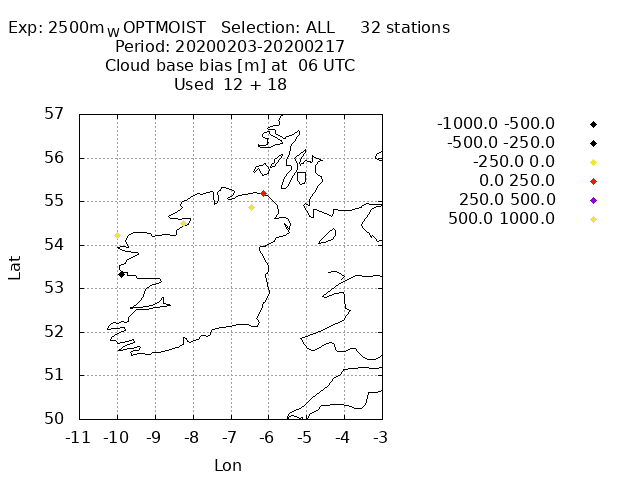 Exp: 2500mW OPTMOIST Selection: ALL 32 stations
Period: 20200203-20200217
Cloud base bias [m] at 06 UTC
Used 12 + 18
-1000.0 -500.0
-500.0 -250.0
-250.0 0.0
0.0 250.0
250.0 500.0
500.0 1000.0
57
56
55
54
53
52
51
50
Lat
-11 -10 -9 -8 -7 -6 -5 -4 -3
Lon